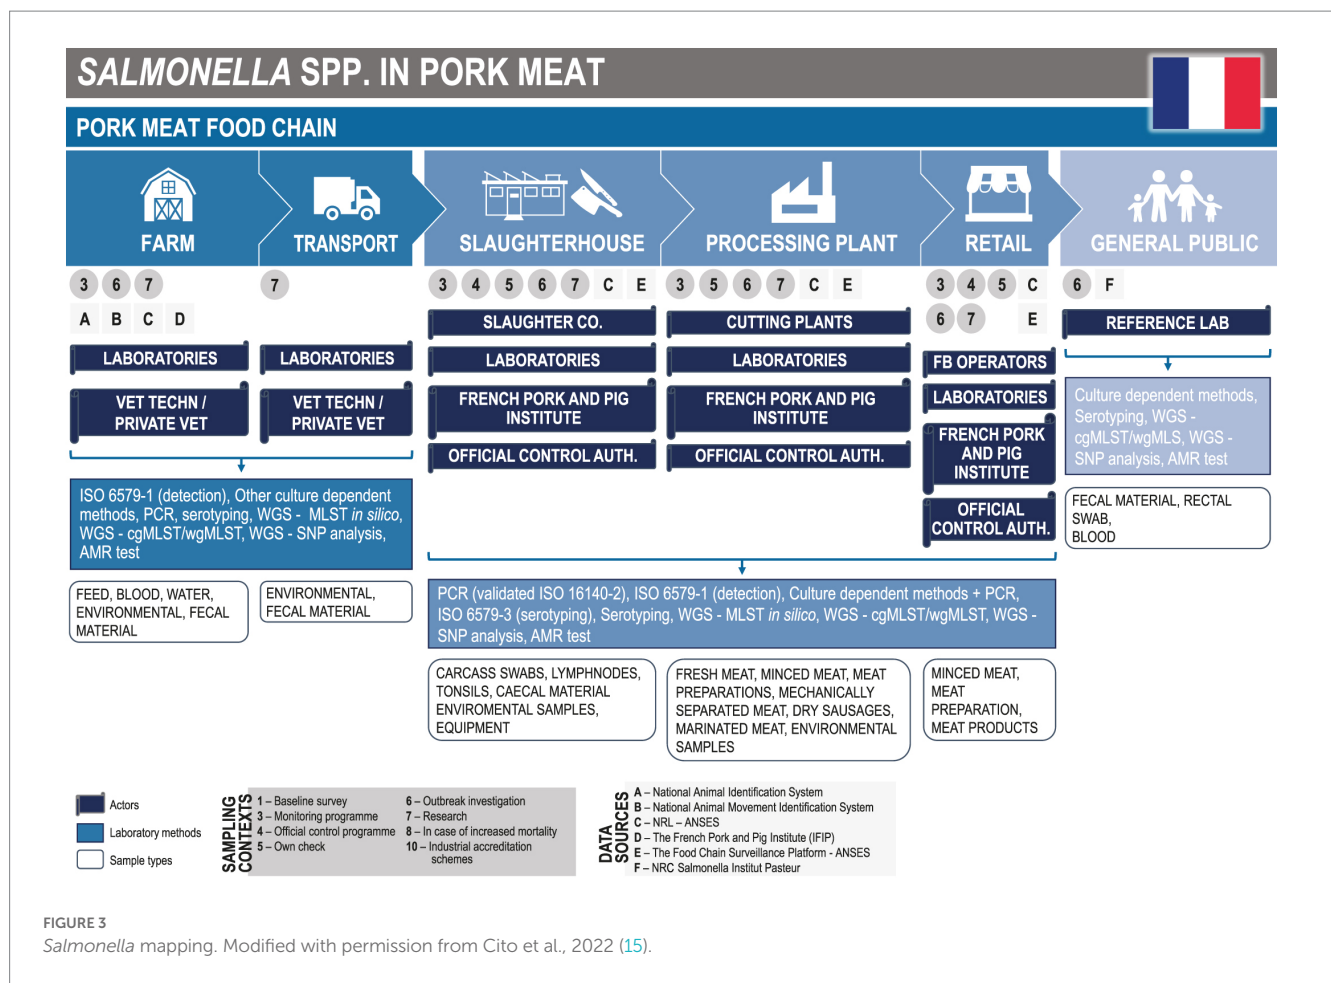 SALMONELLA SPP. IN PORK MEAT
PORK MEAT FOOD CHAIN
FARM
TRANSPORT
SLAUGHTERHOUSE
PROCESSING PLANT
RETAIL
GENERAL PUBLIC
3 6 7
A B C D
LABORATORIES
VET TECHN /
PRIVATE VET
7
LABORATORIES
VET TECHN /
PRIVATE VET
ISO 6579-1 (detection), Other culture dependent
methods, PCR, serotyping, WGS - MLST in silico,
WGS - cgMLST/wgMLST, WGS - SNP analysis,
AMR test
FEED, BLOOD, WATER,
ENVIRONMENTAL, FECAL
MATERIAL
ENVIRONMENTAL,
FECAL MATERIAL
3 4 5 6 7 C E
SLAUGHTER CO.
LABORATORIES
FRENCH PORK AND PIG
INSTITUTE
OFFICIAL CONTROL AUTH.
3 5 6 7 C E
CUTTING PLANTS
LABORATORIES
FRENCH PORK AND PIG
INSTITUTE
OFFICIAL CONTROL AUTH.
3 4 5 C
6 7 E
FB OPERATORS
LABORATORIES
FRENCH PORK
AND PIG
INSTITUTE
OFFICIAL
CONTROL AUTH.
PCR (validated ISO 16140-2), ISO 6579-1 (detection), Culture dependent methods + PCR,
ISO 6579-3 (serotyping), Serotyping, WGS - MLST in silico, WGS - cgMLST/wgMLST, WGS -
SNP analysis, AMR test
CARCASS SWABS, LYMPHNODES,
TONSILS, CAECAL MATERIAL
ENVIROMENTAL SAMPLES,
EQUIPMENT
FRESH MEAT, MINCED MEAT, MEAT
PREPARATIONS, MECHANICALLY
SEPARATED MEAT, DRY SAUSAGES,
MARINATED MEAT, ENVIRONMENTAL
SAMPLES
MINCED MEAT,
MEAT
PREPARATION,
MEAT PRODUCTS
6 F
REFERENCE LAB
Culture dependent methods,
Serotyping, WGS -
cgMLST/wgMLS, WGS -
SNP analysis, AMR test
FECAL MATERIAL, RECTAL
SWAB,
BLOOD
Actors
Laboratory methods
Sample types
SAMPLING
CONTEXTS
1 – Baseline survey
3 – Monitoring programme
4 – Official control programme
5 – Own check
6 – Outbreak investigation
7 – Research
8 – In case of increased mortality
10 – Industrial accreditation
schemes
DATA
SOURCES
A – National Animal Identification System
B – National Animal Movement Identification System
C – NRL – ANSES
D – The French Pork and Pig Institute (IFIP)
E – The Food Chain Surveillance Platform - ANSES
F – NRC Salmonella Institut Pasteur
FIGURE 3
Salmonella mapping. Modified with permission from Cito et al., 2022 (15).